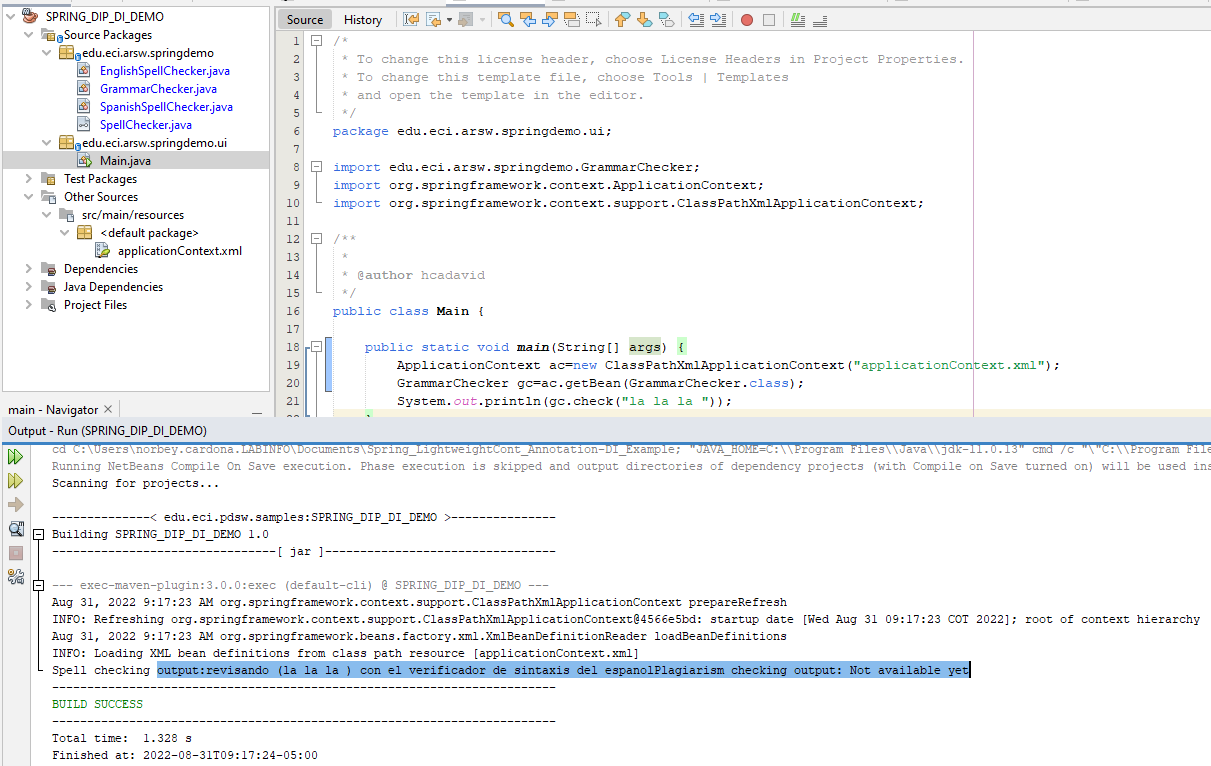 SPRING_DIP_DI_DEMO
Source Packages
edu.eci.arsw.springdemo
EnglishSpellChecker.java
GrammarChecker.java
SpanishSpellChecker.java
SpellChecker.java
edu.eci.arsw.springdemo.ui
Main.java
Test Packages
Other Sources
src/main/resources
<default package>
applicationContext.xml
Dependencies
Java Dependencies
Project Files
main - Navigator
Source History
1 /*
2 * To change this license header, choose License Headers in Project Properties.
3 * To change this template file, choose Tools | Templates
4 * and open the template in the editor.
5 */
6 package edu.eci.arsw.springdemo.ui;
7
8 import edu.eci.arsw.springdemo.GrammarChecker;
9 import org.springframework.context.ApplicationContext;
10 import org.springframework.context.support.ClassPathXmlApplicationContext;
11
12 /**
13 *
14 * @author hcadavid
15 */
16 public class Main {
17
18 public static void main(String[] args) {
19 ApplicationContext ac=new ClassPathXmlApplicationContext("applicationContext.xml");
20 GrammarChecker gc=ac.getBean(GrammarChecker.class);
21 System.out.println(gc.check("la la la "));
Output - Run (SPRING_DIP_DI_DEMO)
cd C:\Users\norbey.cardona.LABINFO\Documents\Spring_LightweightCont_Annotation-DI_Example; "JAVA_HOME=C:\\Program Files\\Java\\jdk-11.0.13" cmd /c "\"C:\\Program File
Running NetBeans Compile On Save execution. Phase execution is skipped and output directories of dependency projects (with Compile on Save turned on) will be used ins
Scanning for projects...
--------------< edu.eci.pdsw.samples:SPRING_DIP_DI_DEMO >---------------
Building SPRING_DIP_DI_DEMO 1.0
--------------------------------[ jar ]---------------------------------
--- exec-maven-plugin:3.0.0:exec (default-cli) @ SPRING_DIP_DI_DEMO ---
Aug 31, 2022 9:17:23 AM org.springframework.context.support.ClassPathXmlApplicationContext prepareRefresh
INFO: Refreshing org.springframework.context.support.ClassPathXmlApplicationContext@4566e5bd: startup date [Wed Aug 31 09:17:23 COT 2022]; root of context hierarchy
Aug 31, 2022 9:17:23 AM org.springframework.beans.factory.xml.XmlBeanDefinitionReader loadBeanDefinitions
INFO: Loading XML bean definitions from class path resource [applicationContext.xml]
Spell checking output:revisando (la la la ) con el verificador de sintaxis del espanolPlagiarism checking output: Not available yet
------------------------------------------------------------------------
BUILD SUCCESS
------------------------------------------------------------------------
Total time:  1.328 s
Finished at: 2022-08-31T09:17:24-05:00